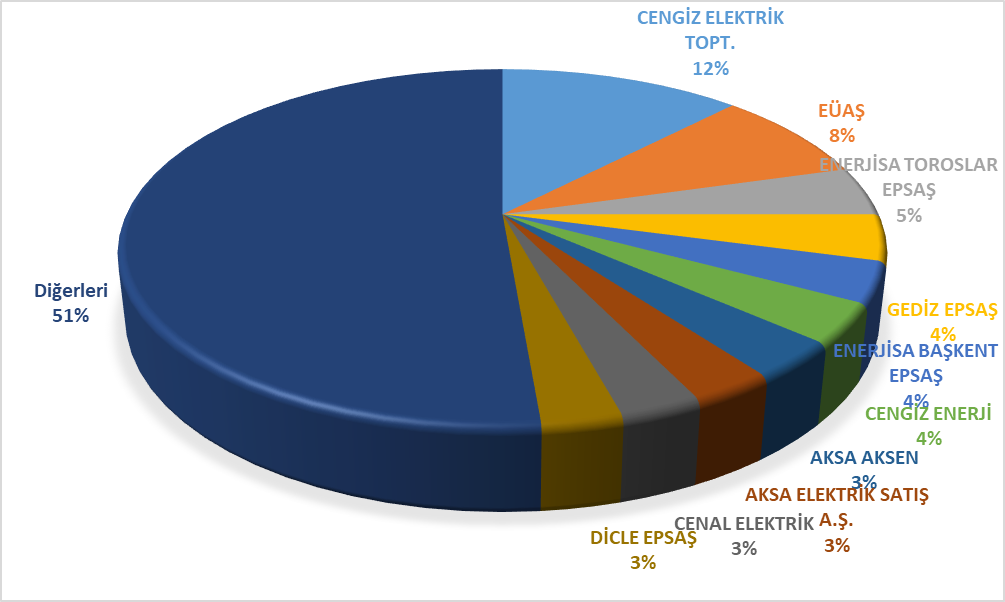 CENGİZ ELEKTRİK
TOPT.
12%
EÜAŞ
8%
ENERJİSA TOROSLAR
EPSAŞ
5%
GEDİZ EPSAŞ
4%
ENERJİSA BAŞKENT
EPSAŞ
4%
CENGİZ ENERJİ
4%
AKSA AKSEN
3%
AKSA ELEKTRİK SATIŞ
A.Ş.
3%
CENAL ELEKTRİK
3%
DİCLE EPSAŞ
3%
Diğerleri
51%